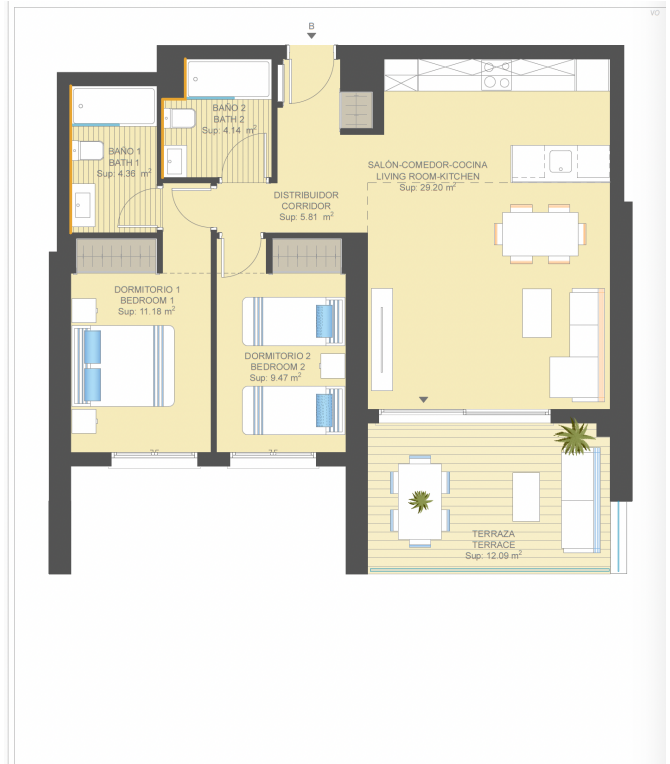 VO
B
BAÑO 2
BATH 2
Sup: 4.14 m²
BAÑO 1
BATH 1
Sup: 4.36 m²
SALÓN-COMEDOR-COCINA
LIVING ROOM-KITCHEN
Sup: 29.20 m²
DISTRIBUIDOR
CORRIDOR
Sup: 5.81 m²
DORMITORIO 1
BEDROOM 1
Sup: 11.18 m²
DORMITORIO 2
BEDROOM 2
Sup: 9.47 m²
TERRAZA
TERRACE
Sup: 12.09 m²